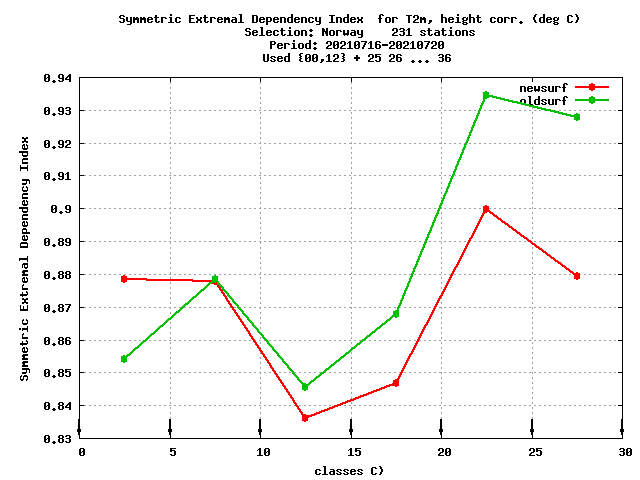 Symmetric Extremal Dependency Index  for T2m, height corr. (deg C)
Selection: Norway    231 stations
Period: 20210716-20210720
Used {00,12} + 25 26 ... 36
newsurf
oldsurf
Symmetric Extremal Dependency Index
0.94
0.93
0.92
0.91
0.9
0.89
0.88
0.87
0.86
0.85
0.84
0.83
0 5 10 15 20 25 30
classes C)